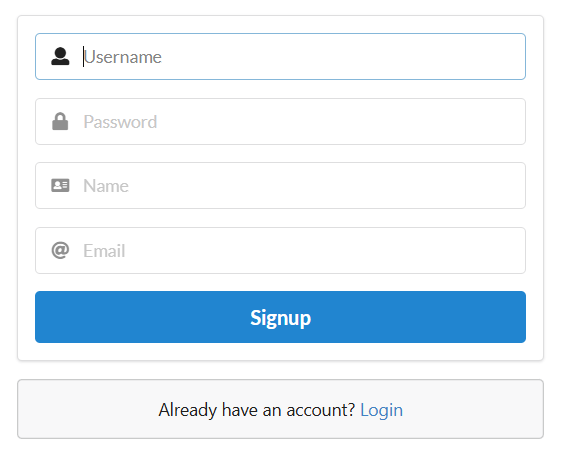 Username
Password
Name
Email
Signup
Already have an account? Login